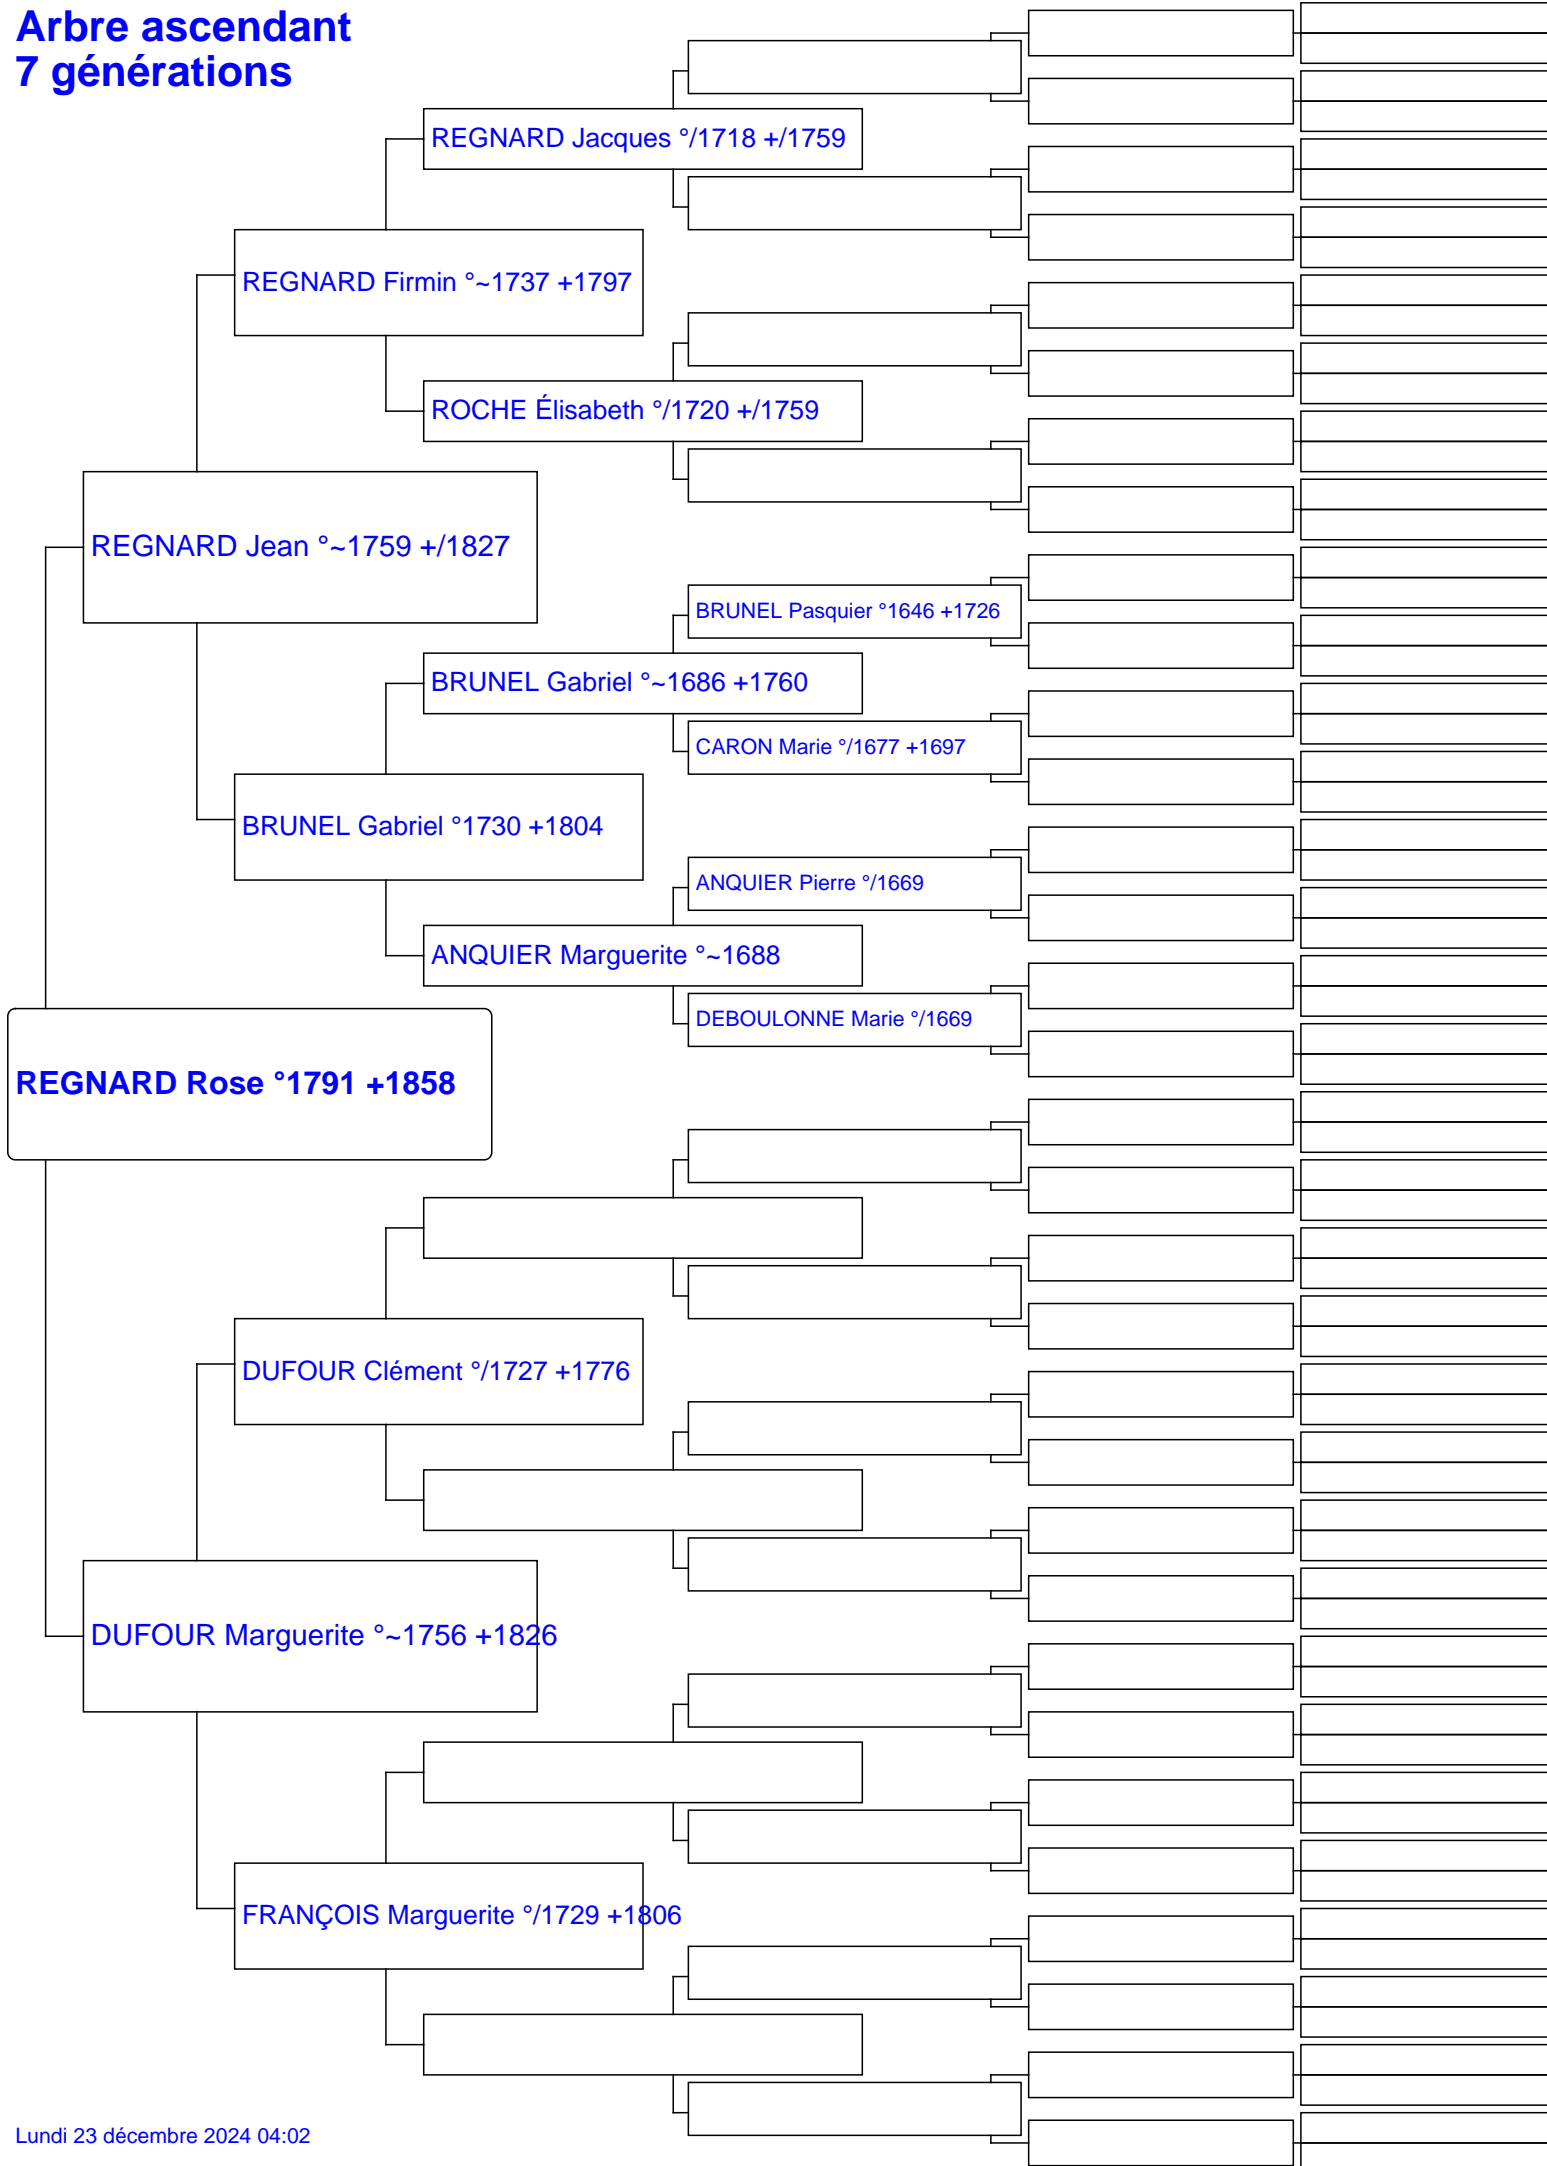 Arbre ascendant
7 générations
REGNARD Jacques °/1718 +/1759
REGNARD Firmin °~1737 +1797
ROCHE Élisabeth °/1720 +/1759
REGNARD Jean °~1759 +/1827
BRUNEL Pasquier °1646 +1726
BRUNEL Gabriel °~1686 +1760
CARON Marie °/1677 +1697
BRUNEL Gabriel °1730 +1804
ANQUIER Pierre °/1669
ANQUIER Marguerite °~1688
DEBOULONNE Marie °/1669
REGNARD Rose °1791 +1858
DUFOUR Clément °/1727 +1776
DUFOUR Marguerite °~1756 +1826
FRANÇOIS Marguerite °/1729 +1806
Lundi 23 décembre 2024 04:02